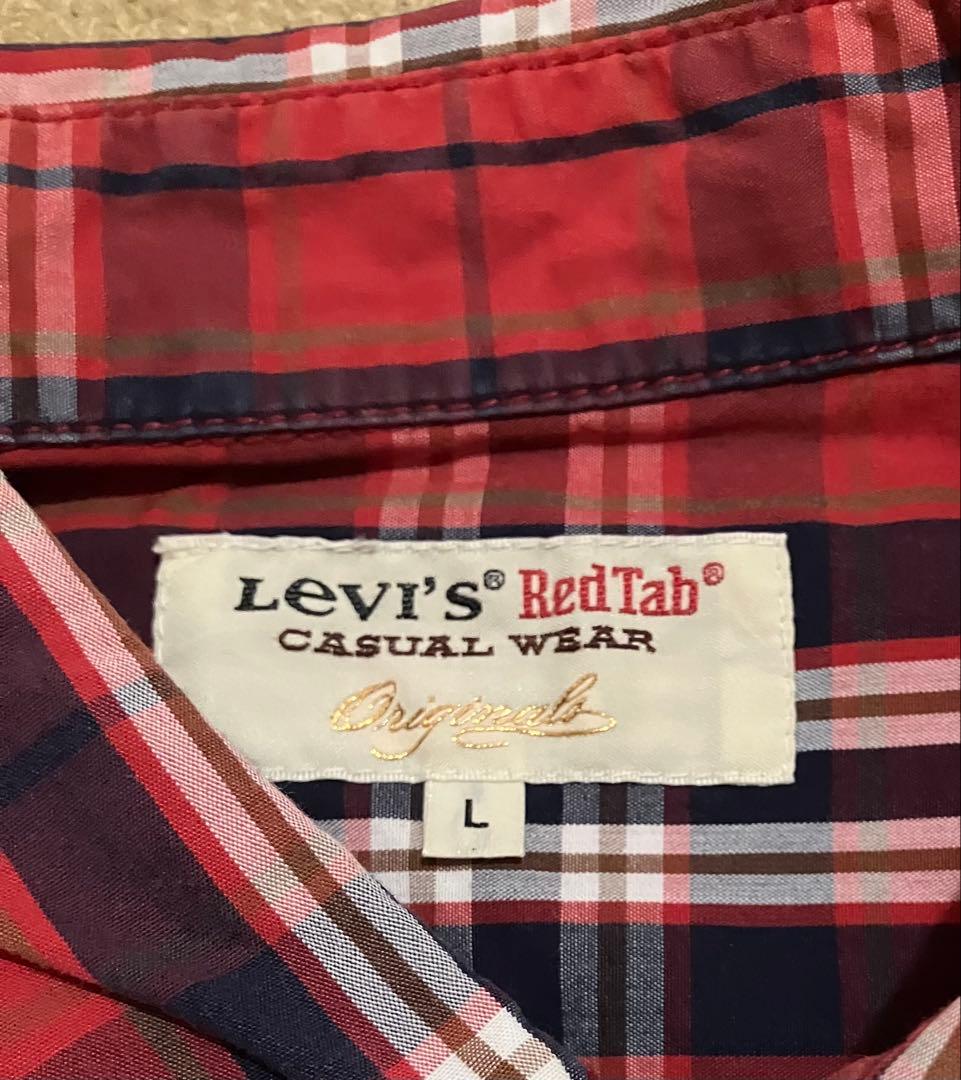 Levi's® RedTab®
CASUAL WEAR
Originals
L